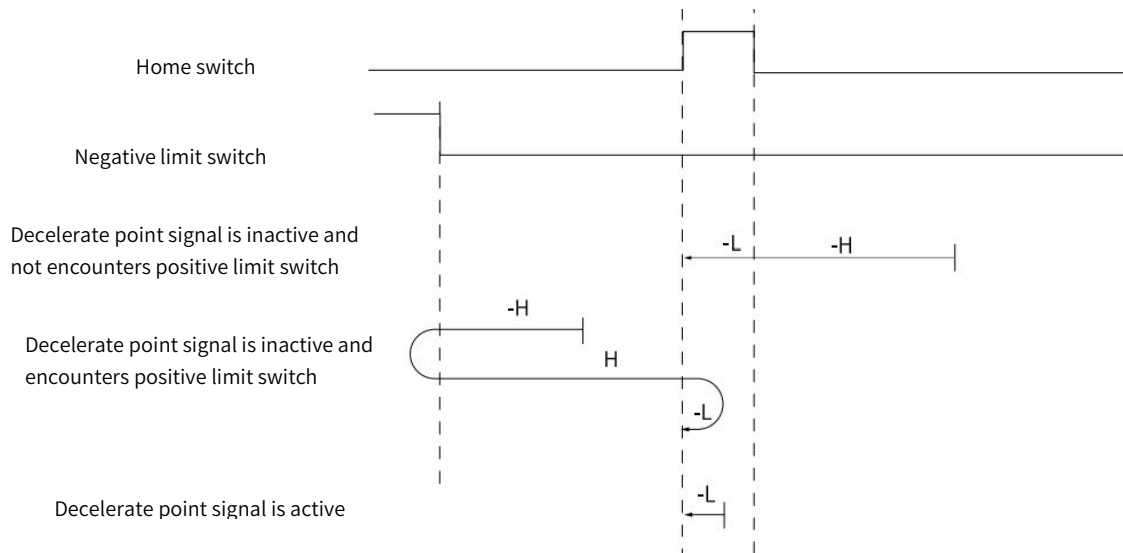 Home switch
Negative limit switch
Decelerate point signal is inactive and
not encounters positive limit switch
-L
-H
-H
Decelerate point signal is inactive and
encounters positive limit switch
H
-L
-L
Decelerate point signal is active